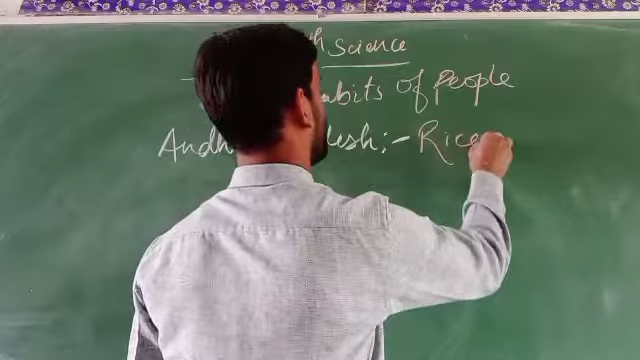 h Science
abits of People
Andh esh:- Rice